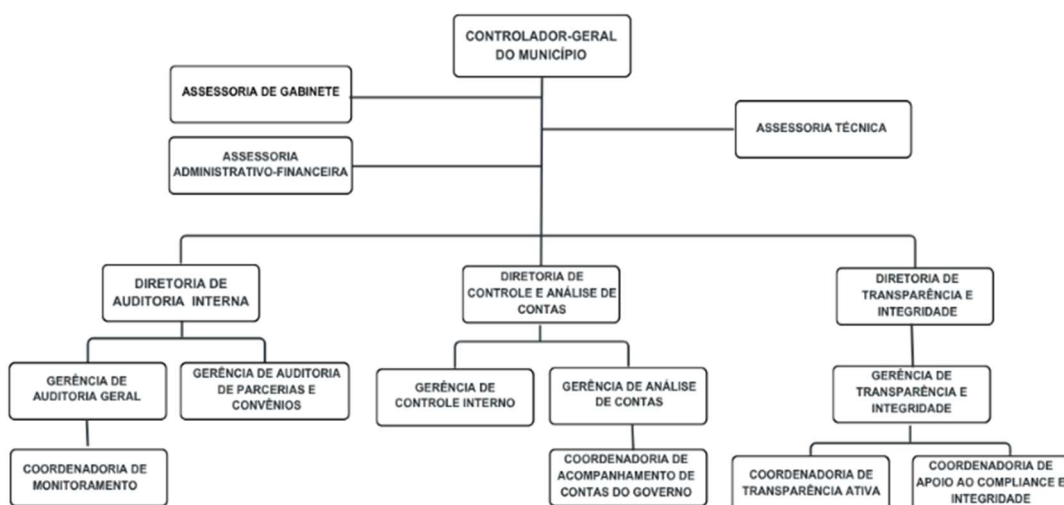 CONTROLADOR-GERAL
DO MUNICÍPIO
ASSESSORIA DE GABINETE
ASSESSORIA TÉCNICA
ASSESSORIA
ADMINISTRATIVO-FINANCEIRA
DIRETORIA DE
AUDITORIA INTERNA
DIRETORIA DE
CONTROLE E ANÁLISE DE
CONTAS
DIRETORIA DE
TRANSPARÊNCIA E
INTEGRIDADE
GERÊNCIA DE
AUDITORIA GERAL
GERÊNCIA DE AUDITORIA
DE PARCERIAS E
CONVÊNIOS
GERÊNCIA DE
CONTROLE INTERNO
GERÊNCIA DE ANÁLISE
DE CONTAS
GERÊNCIA DE
TRANSPARÊNCIA E
INTEGRIDADE
COORDENADORIA DE
MONITORAMENTO
COORDENADORIA DE
ACOMPANHAMENTO DE
CONTAS DO GOVERNO
COORDENADORIA DE
TRANSPARÊNCIA ATIVA
COORDENADORIA DE
APOIO AO COMPLIANCE E
INTEGRIDADE